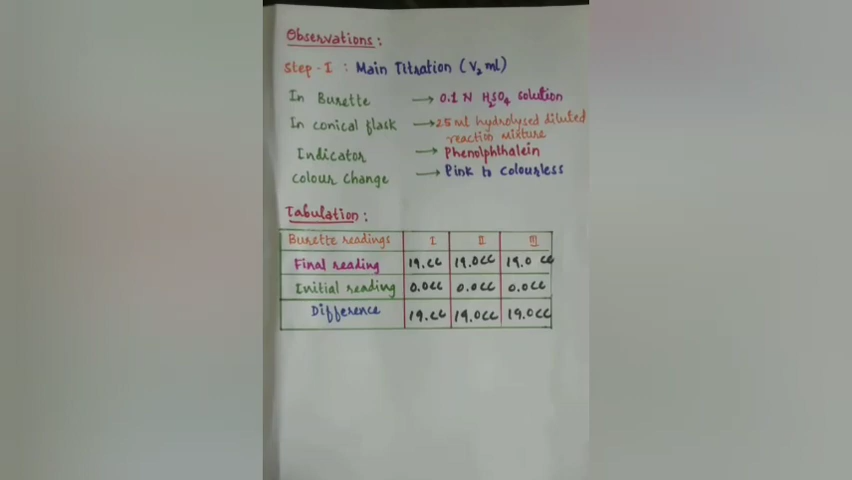 Observations:
Step-I : Main Titration (V₂ ml)
In Burette → 0.1 N H₂SO₄ solution
In conical flask → 25 ml hydrolysed diluted
reaction mixture
Indicator → Phenolphthalein
Colour Change → Pink to colourless
Tabulation:
Burette readings I II III
Final reading 19.cc 19.0cc 19.0 cc
Initial reading 0.0cc 0.0cc 0.0cc
Difference 19.cc 19.0cc 19.0cc